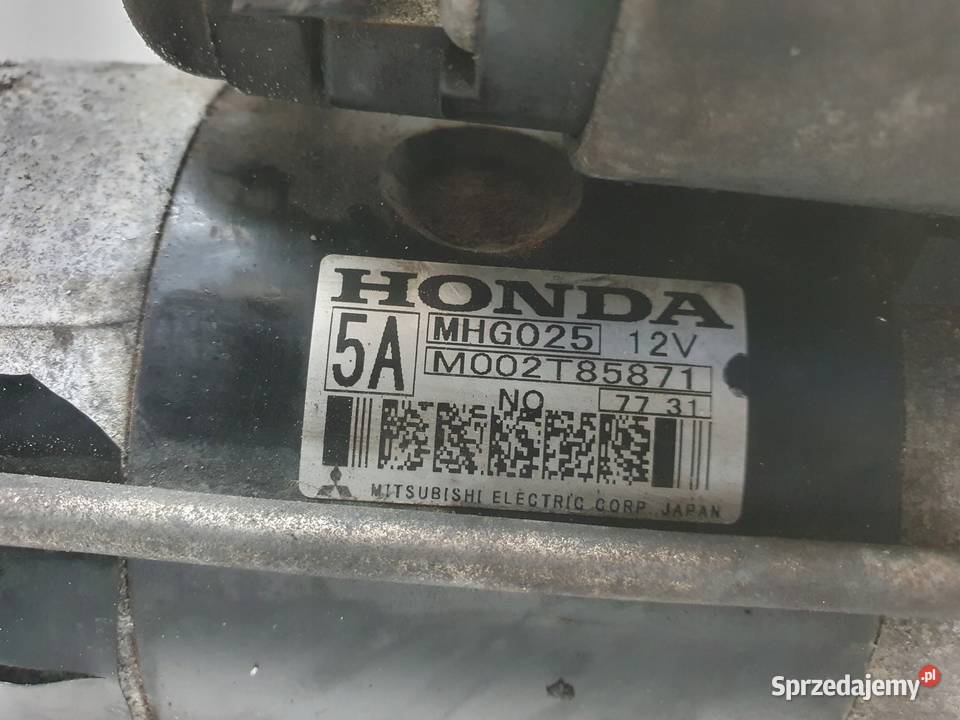 HONDA
5A MHG025 12V
M002T85871
NO 77 31
MITSUBISHI ELECTRIC CORP. JAPAN
Sprzedajemy.pl